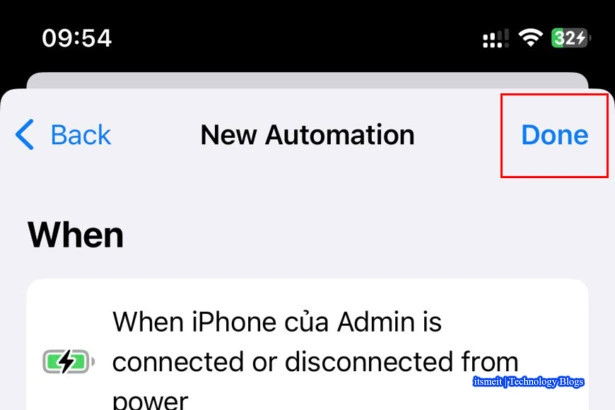 09:54
32
Back
New Automation
Done
When
When iPhone của Admin is
connected or disconnected from
power
itsmeit | Technology Blogs